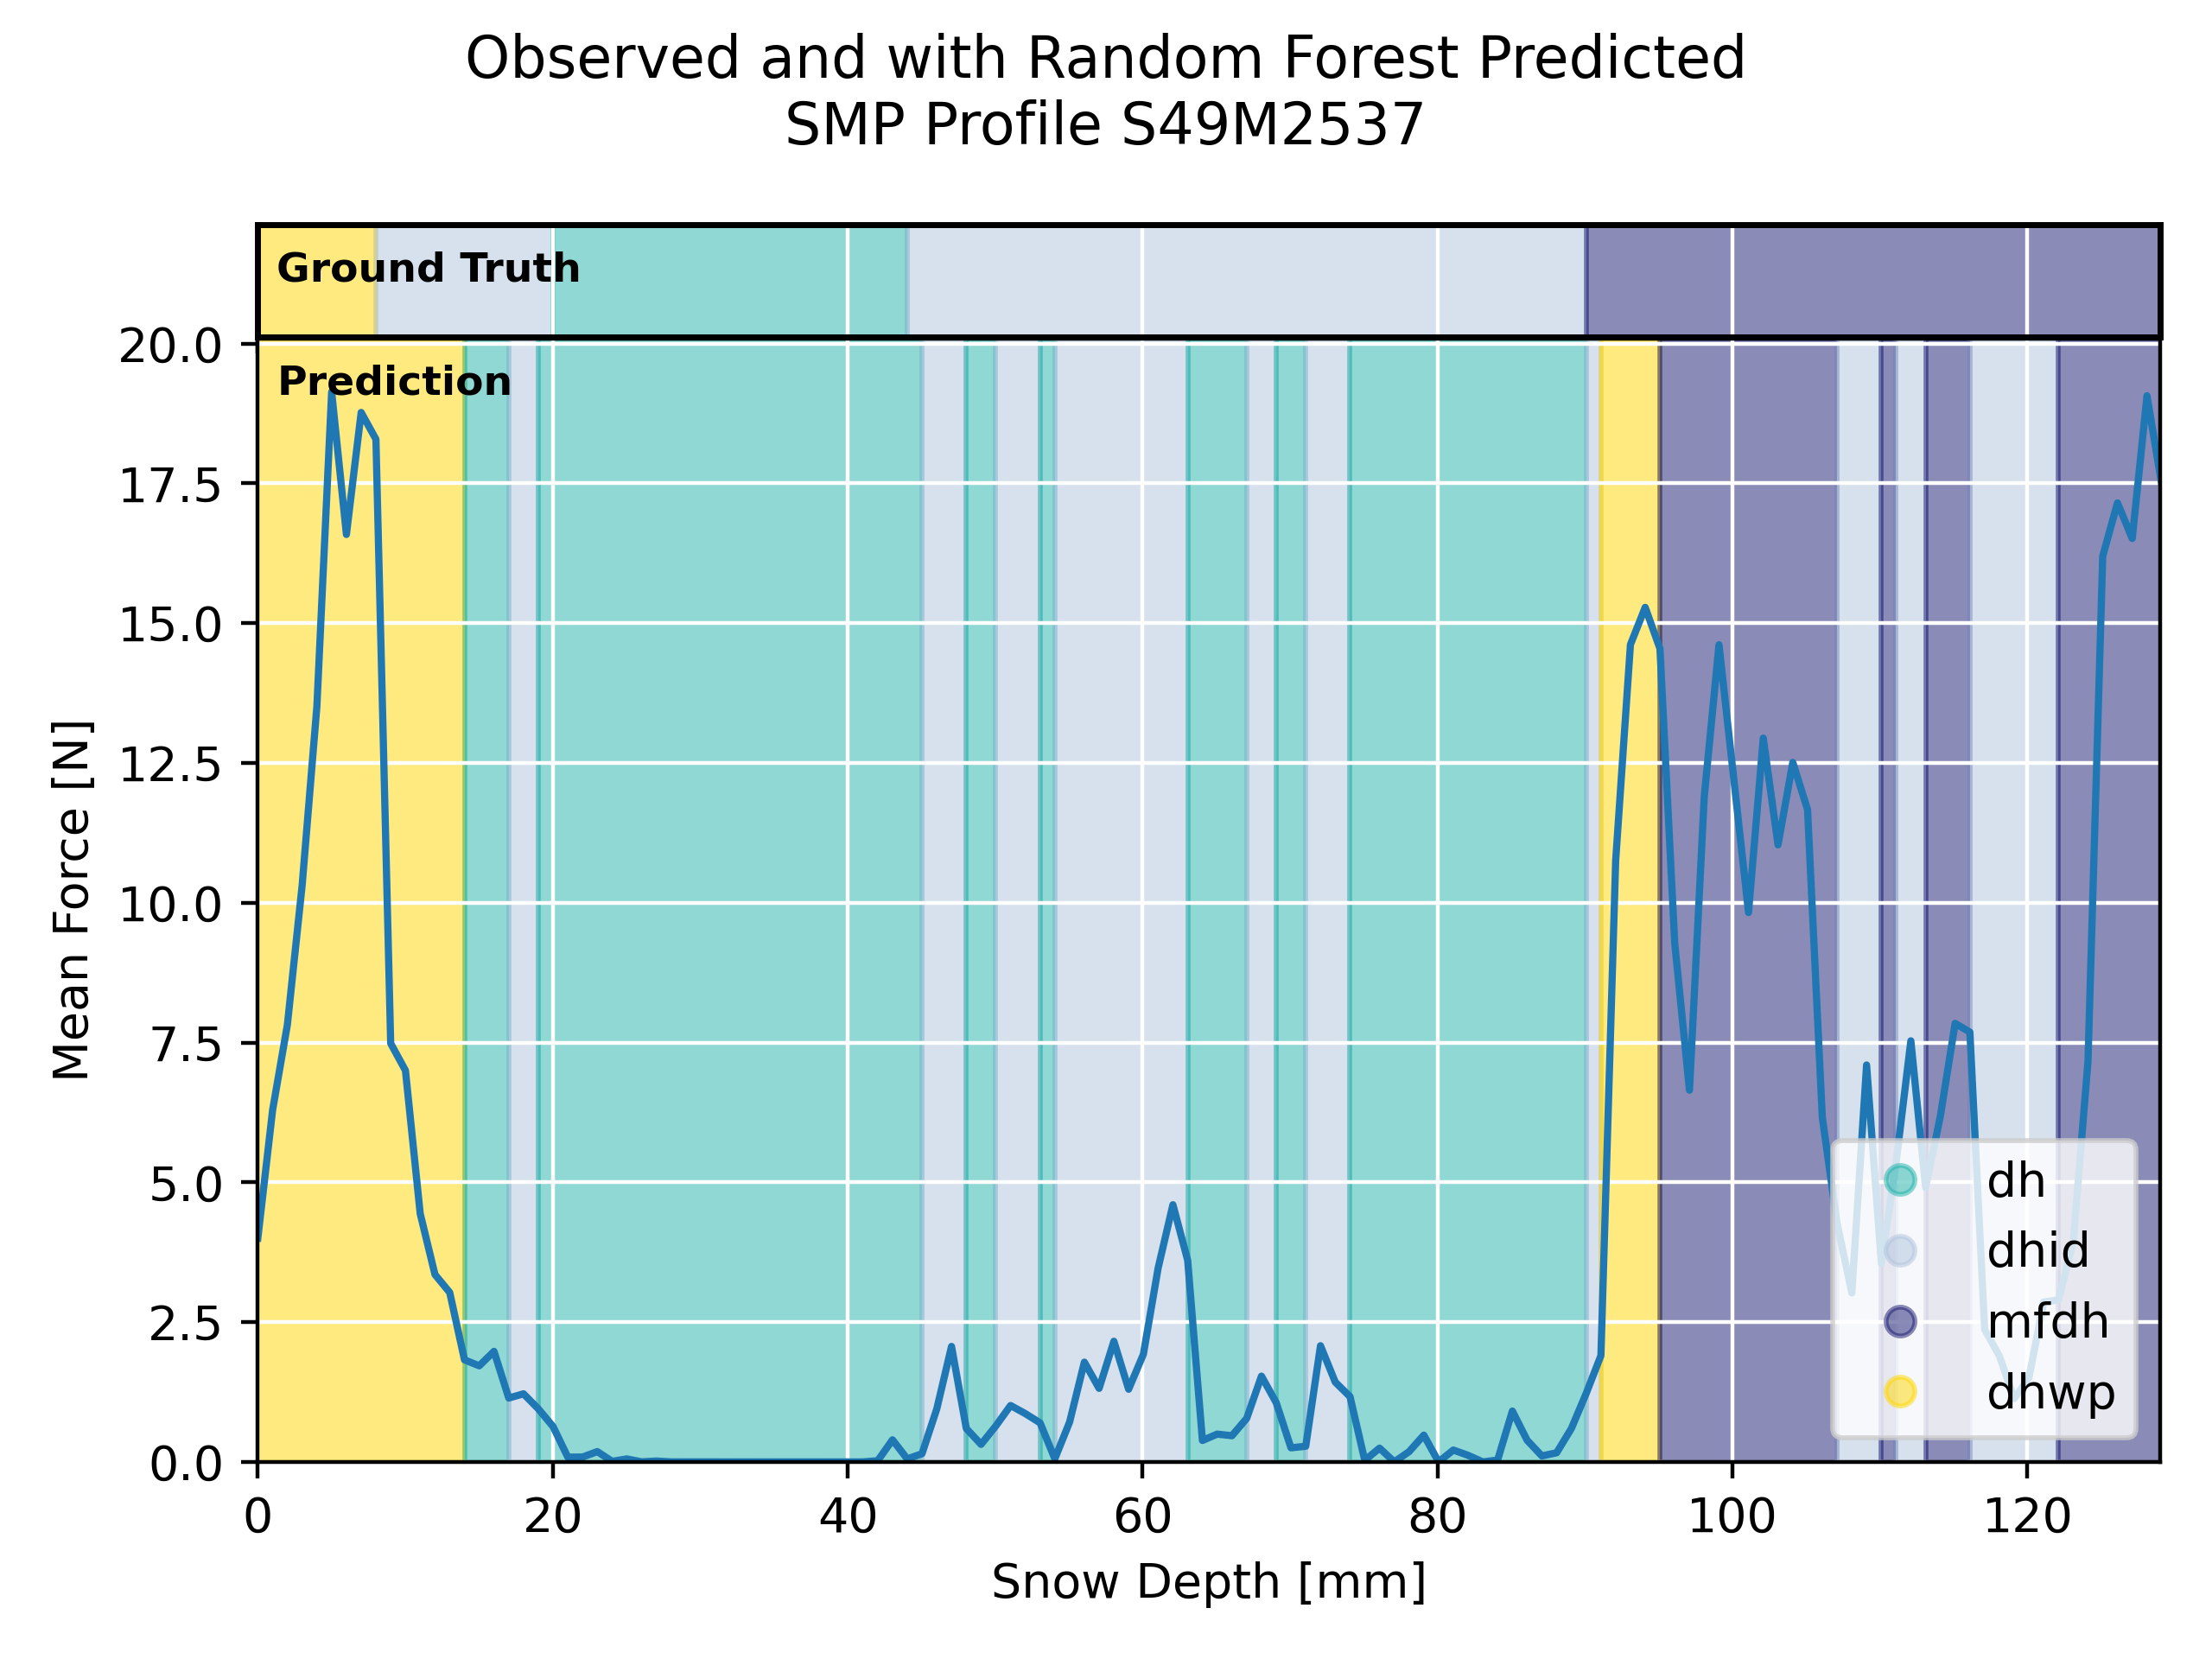 Observed and with Random Forest Predicted
SMP Profile S49M2537
Ground Truth
Prediction
20.0
17.5
15.0
12.5
10.0
7.5
5.0
2.5
0.0
Mean Force [N]
dh
dhid
mfdh
dhwp
0 20 40 60 80 100 120
Snow Depth [mm]